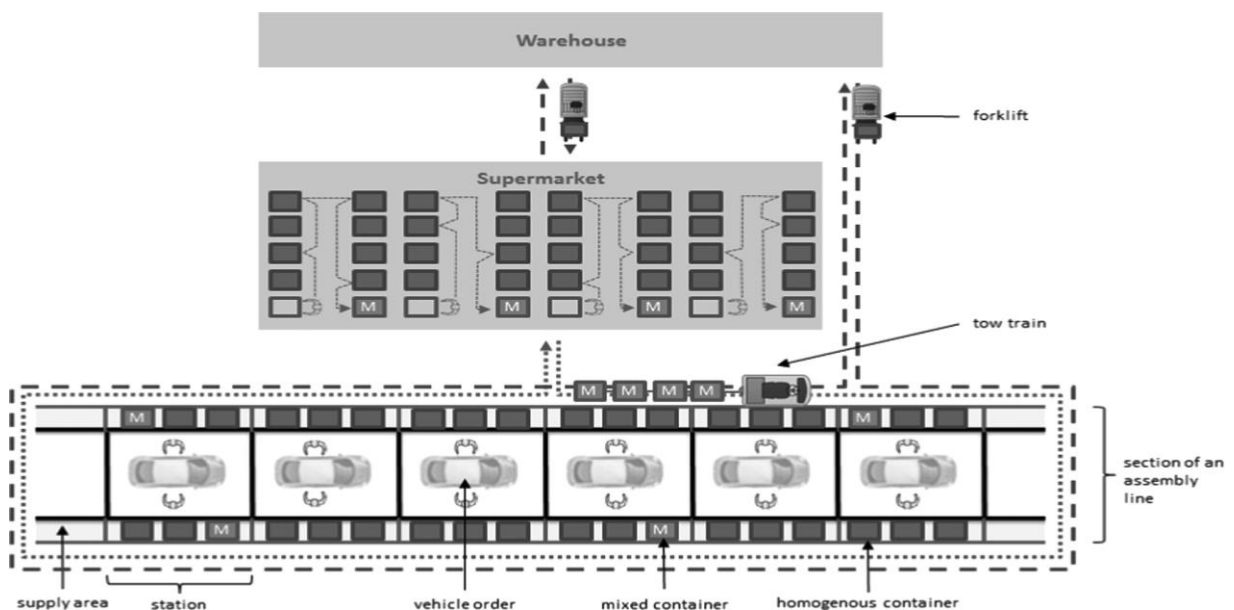 Warehouse
forklift
Supermarket
M M M M
tow train
M M M M
M M
section of an
assembly
line
M M
supply area station vehicle order mixed container homogenous container